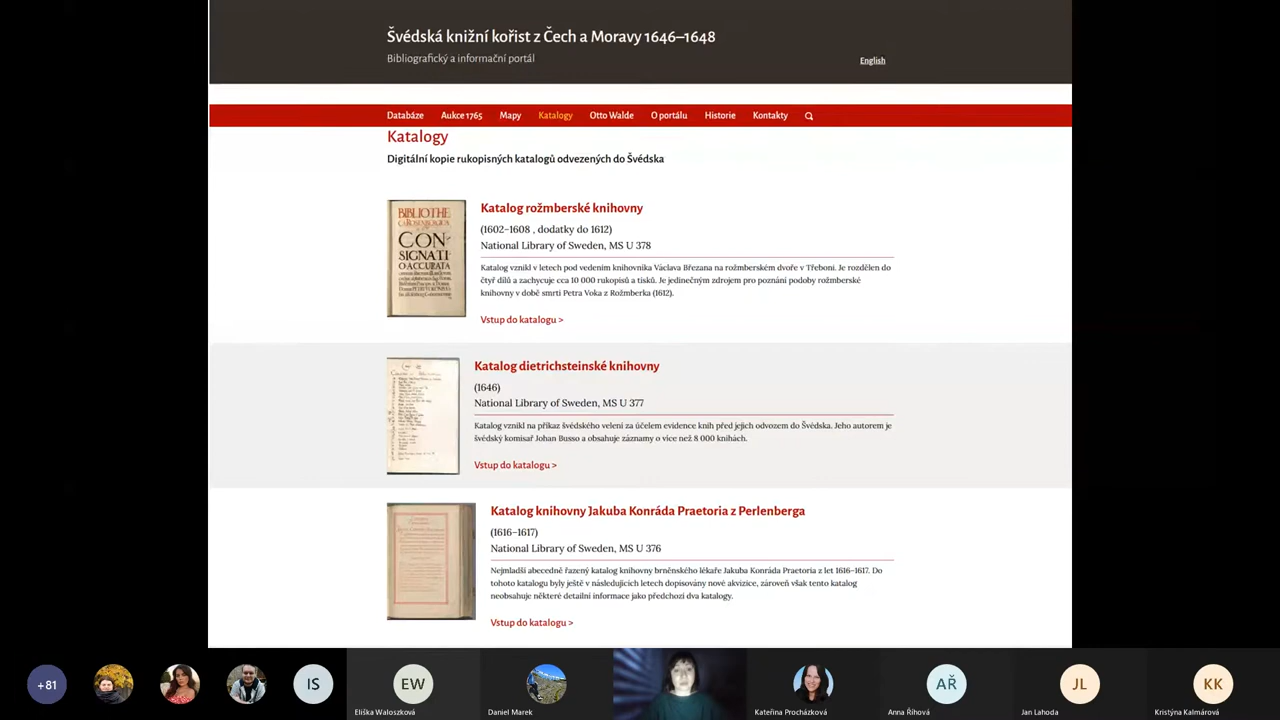 Švédská knižní kořist z Čech a Moravy 1646–1648
Bibliografický a informační portál
English
Databáze Aukce 1765 Mapy Katalogy Otto Walde O portálu Historie Kontakty
Katalogy
Digitální kopie rukopisných katalogů odvezených do Švédska
BIBLIOTHE
CON
SIGNATI
O ACCURATA
Katalog rožmberské knihovny
(1602–1608 , dodatky do 1612)
National Library of Sweden, MS U 378
Katalog vznikl v letech pod vedením knihovníka Václava Březana na rožmberském dvoře v Třeboni. Je rozdělen do
čtyř dílů a zachycuje cca 10 000 rukopisů a tisků. Je jedinečným zdrojem pro poznání podoby rožmberské
knihovny v době smrti Petra Voka z Rožmberka (1612).
Vstup do katalogu >
Katalog dietrichsteinské knihovny
(1646)
National Library of Sweden, MS U 377
Katalog vznikl na příkaz švédského velení za účelem evidence knih před jejich odvozem do Švédska. Jeho autorem je
švédský komisař Johan Busso a obsahuje záznamy o více než 8 000 knihách.
Vstup do katalogu >
Katalog knihovny Jakuba Konráda Praetoria z Perlenberga
(1616–1617)
National Library of Sweden, MS U 376
Nejmladší abecedně řazený katalog knihovny brněnského lékaře Jakuba Konráda Praetoria z let 1616–1617. Do
tohoto katalogu byly ještě v následujících letech dopisovány nové akvizice, zároveň však tento katalog
neobsahuje některé detailní informace jako předchozí dva katalogy.
Vstup do katalogu >
+81 IS EW AŘ JL KK
Eliška Waloszková Daniel Marek Kateřina Procházková Anna Říhová Jan Lahoda Kristýna Kalmárová